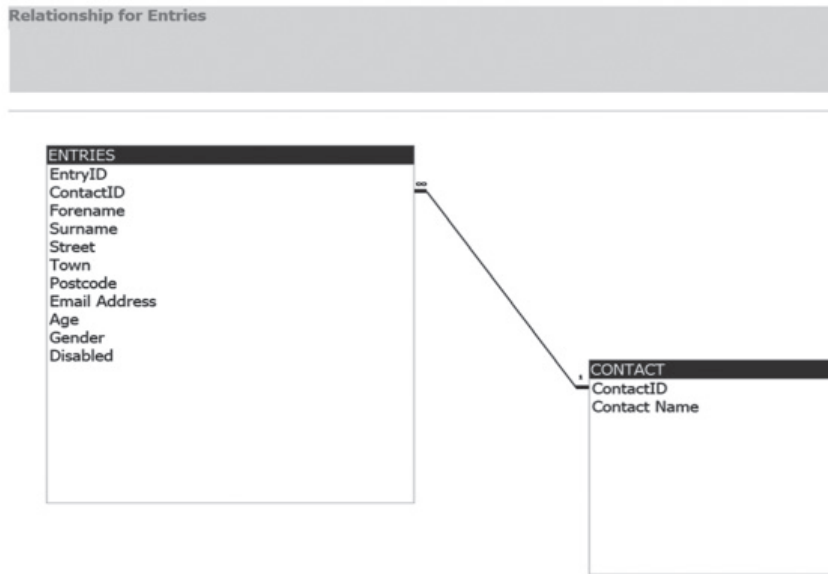 Relationship for Entries
ENTRIES
EntryID
ContactID
Forename
Surname
Street
Town
Postcode
Email Address
Age
Gender
Disabled
∞
1
CONTACT
ContactID
Contact Name